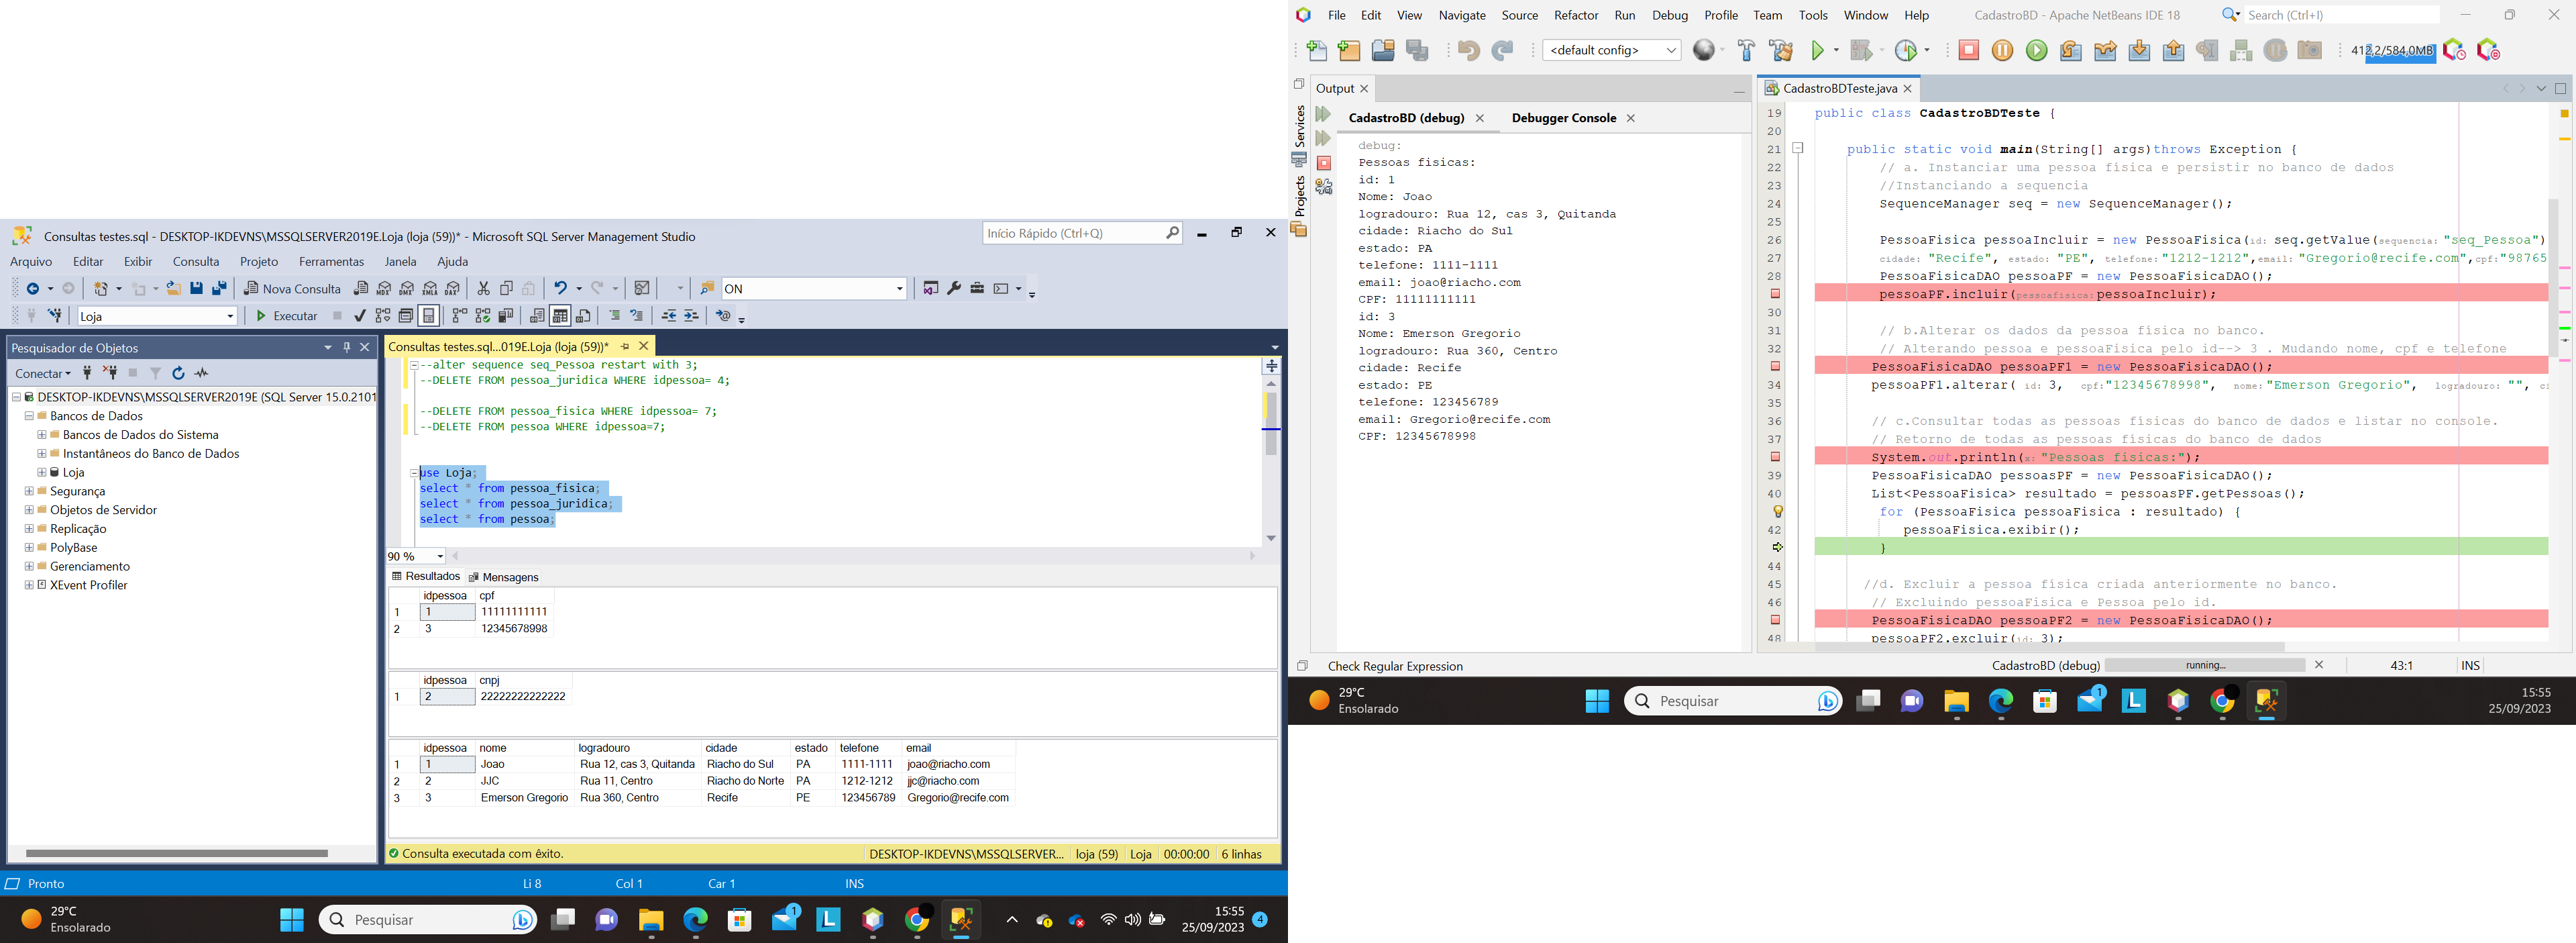 Consultas testes.sql - DESKTOP-IKDEVNS\MSSQLSERVER2019E.Loja (loja (59))* - Microsoft SQL Server Management Studio
Início Rápido (Ctrl+Q)
Arquivo Editar Exibir Consulta Projeto Ferramentas Janela Ajuda
Nova Consulta MDX DMX XMLA DAX ON
Loja Executar
Pesquisador de Objetos
Conectar
DESKTOP-IKDEVNS\MSSQLSERVER2019E (SQL Server 15.0.2101
Bancos de Dados
Bancos de Dados do Sistema
Instantâneos do Banco de Dados
Loja
Segurança
Objetos de Servidor
Replicação
PolyBase
Gerenciamento
XEvent Profiler
Consultas testes.sql...019E.Loja (loja (59))*
--alter sequence seq_Pessoa restart with 3;
--DELETE FROM pessoa_juridica WHERE idpessoa= 4;
--DELETE FROM pessoa_fisica WHERE idpessoa= 7;
--DELETE FROM pessoa WHERE idpessoa=7;
use Loja;
select * from pessoa_fisica;
select * from pessoa_juridica;
select * from pessoa;
90 %
Resultados Mensagens
idpessoa cpf
1 1 11111111111
2 3 12345678998
idpessoa cnpj
1 2 22222222222222
idpessoa nome logradouro cidade estado telefone email
1 1 Joao Rua 12, cas 3, Quitanda Riacho do Sul PA 1111-1111 joao@riacho.com
2 2 JJC Rua 11, Centro Riacho do Norte PA 1212-1212 jjc@riacho.com
3 3 Emerson Gregorio Rua 360, Centro Recife PE 123456789 Gregorio@recife.com
Consulta executada com êxito. DESKTOP-IKDEVNS\MSSQLSERVER... loja (59) Loja 00:00:00 6 linhas
Pronto Li 8 Col 1 Car 1 INS
29°C
Ensolarado
Pesquisar
1
L
15:55
25/09/2023
4
File Edit View Navigate Source Refactor Run Debug Profile Team Tools Window Help CadastroBD - Apache NetBeans IDE 18 Search (Ctrl+I)
<default config> 412,2/584,0MB
Services
Projects
Output
CadastroBD (debug) Debugger Console
debug:
Pessoas fisicas:
id: 1
Nome: Joao
logradouro: Rua 12, cas 3, Quitanda
cidade: Riacho do Sul
estado: PA
telefone: 1111-1111
email: joao@riacho.com
CPF: 11111111111
id: 3
Nome: Emerson Gregorio
logradouro: Rua 360, Centro
cidade: Recife
estado: PE
telefone: 123456789
email: Gregorio@recife.com
CPF: 12345678998
CadastroBDTeste.java
19 public class CadastroBDTeste {
20
21 public static void main(String[] args)throws Exception {
22 // a. Instanciar uma pessoa física e persistir no banco de dados
23 //Instanciando a sequencia
24 SequenceManager seq = new SequenceManager();
25
26 PessoaFisica pessoaIncluir = new PessoaFisica(id: seq.getValue(sequencia: "seq_Pessoa")
27 cidade: "Recife", estado: "PE", telefone: "1212-1212",email: "Gregorio@recife.com",cpf:"98765
28 PessoaFisicaDAO pessoaPF = new PessoaFisicaDAO();
pessoaPF.incluir(pessoafisica: pessoaIncluir);
30
31 // b.Alterar os dados da pessoa física no banco.
32 // Alterando pessoa e pessoaFisica pelo id--> 3 . Mudando nome, cpf e telefone
PessoaFisicaDAO pessoaPF1 = new PessoaFisicaDAO();
34 pessoaPF1.alterar( id: 3, cpf:"12345678998", nome: "Emerson Gregorio", logradouro: "", ci
35
36 // c.Consultar todas as pessoas físicas do banco de dados e listar no console.
37 // Retorno de todas as pessoas fisicas do banco de dados
System.out.println(x: "Pessoas fisicas:");
39 PessoaFisicaDAO pessoasPF = new PessoaFisicaDAO();
40 List<PessoaFisica> resultado = pessoasPF.getPessoas();
for (PessoaFisica pessoaFisica : resultado) {
42 pessoaFisica.exibir();
}
44
45 //d. Excluir a pessoa física criada anteriormente no banco.
46 // Excluindo pessoaFisica e Pessoa pelo id.
PessoaFisicaDAO pessoaPF2 = new PessoaFisicaDAO();
48 pessoaPF2.excluir(id: 3);
Check Regular Expression CadastroBD (debug) running... 43:1 INS
29°C
Ensolarado
Pesquisar
1
L
15:55
25/09/2023